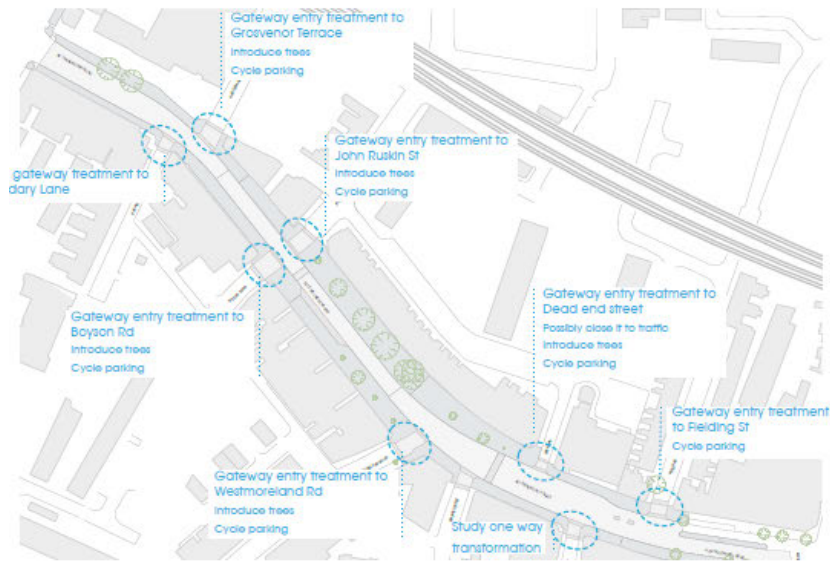 Gateway entry treatment to
Grosvenor Terrace
Introduce trees
Cycle parking
Gateway entry treatment to
John Ruskin St
Introduce trees
Cycle parking
gateway treatment to
dary Lane
Gateway entry treatment to
Boyson Rd
Introduce trees
Cycle parking
Gateway entry treatment to
Dead end street
Possibly close it to traffic
Introduce trees
Cycle parking
Gateway entry treatment
to Fielding St
Cycle parking
Gateway entry treatment to
Westmoreland Rd
Introduce trees
Cycle parking
Study one way
transformation